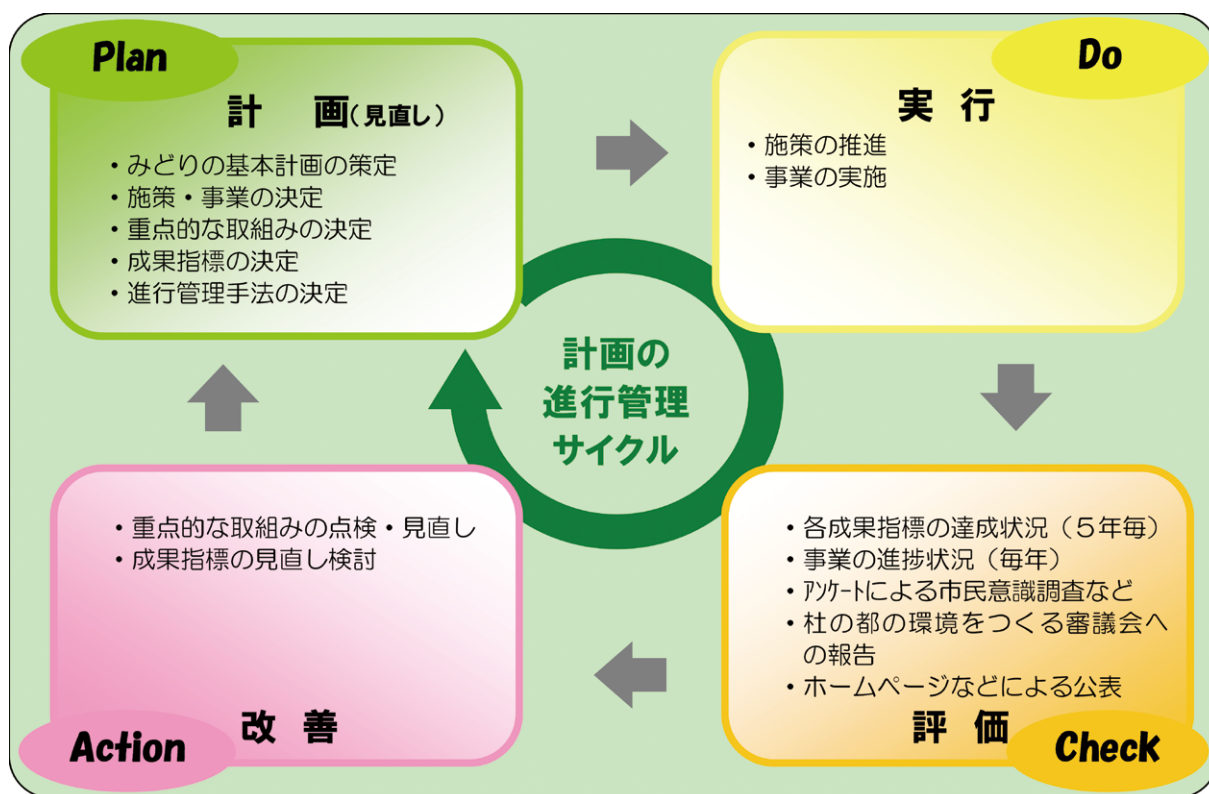 Plan
計　画(見直し)
・みどりの基本計画の策定
・施策・事業の決定
・重点的な取組みの決定
・成果指標の決定
・進行管理手法の決定
Do
実 行
・施策の推進
・事業の実施
計画の
進行管理
サイクル
・各成果指標の達成状況（５年毎）
・事業の進捗状況（毎年）
・ｱﾝｹｰﾄによる市民意識調査など
・杜の都の環境をつくる審議会へ
の報告
・ホームページなどによる公表
評 価
Check
・重点的な取組みの点検・見直し
・成果指標の見直し検討
改 善
Action